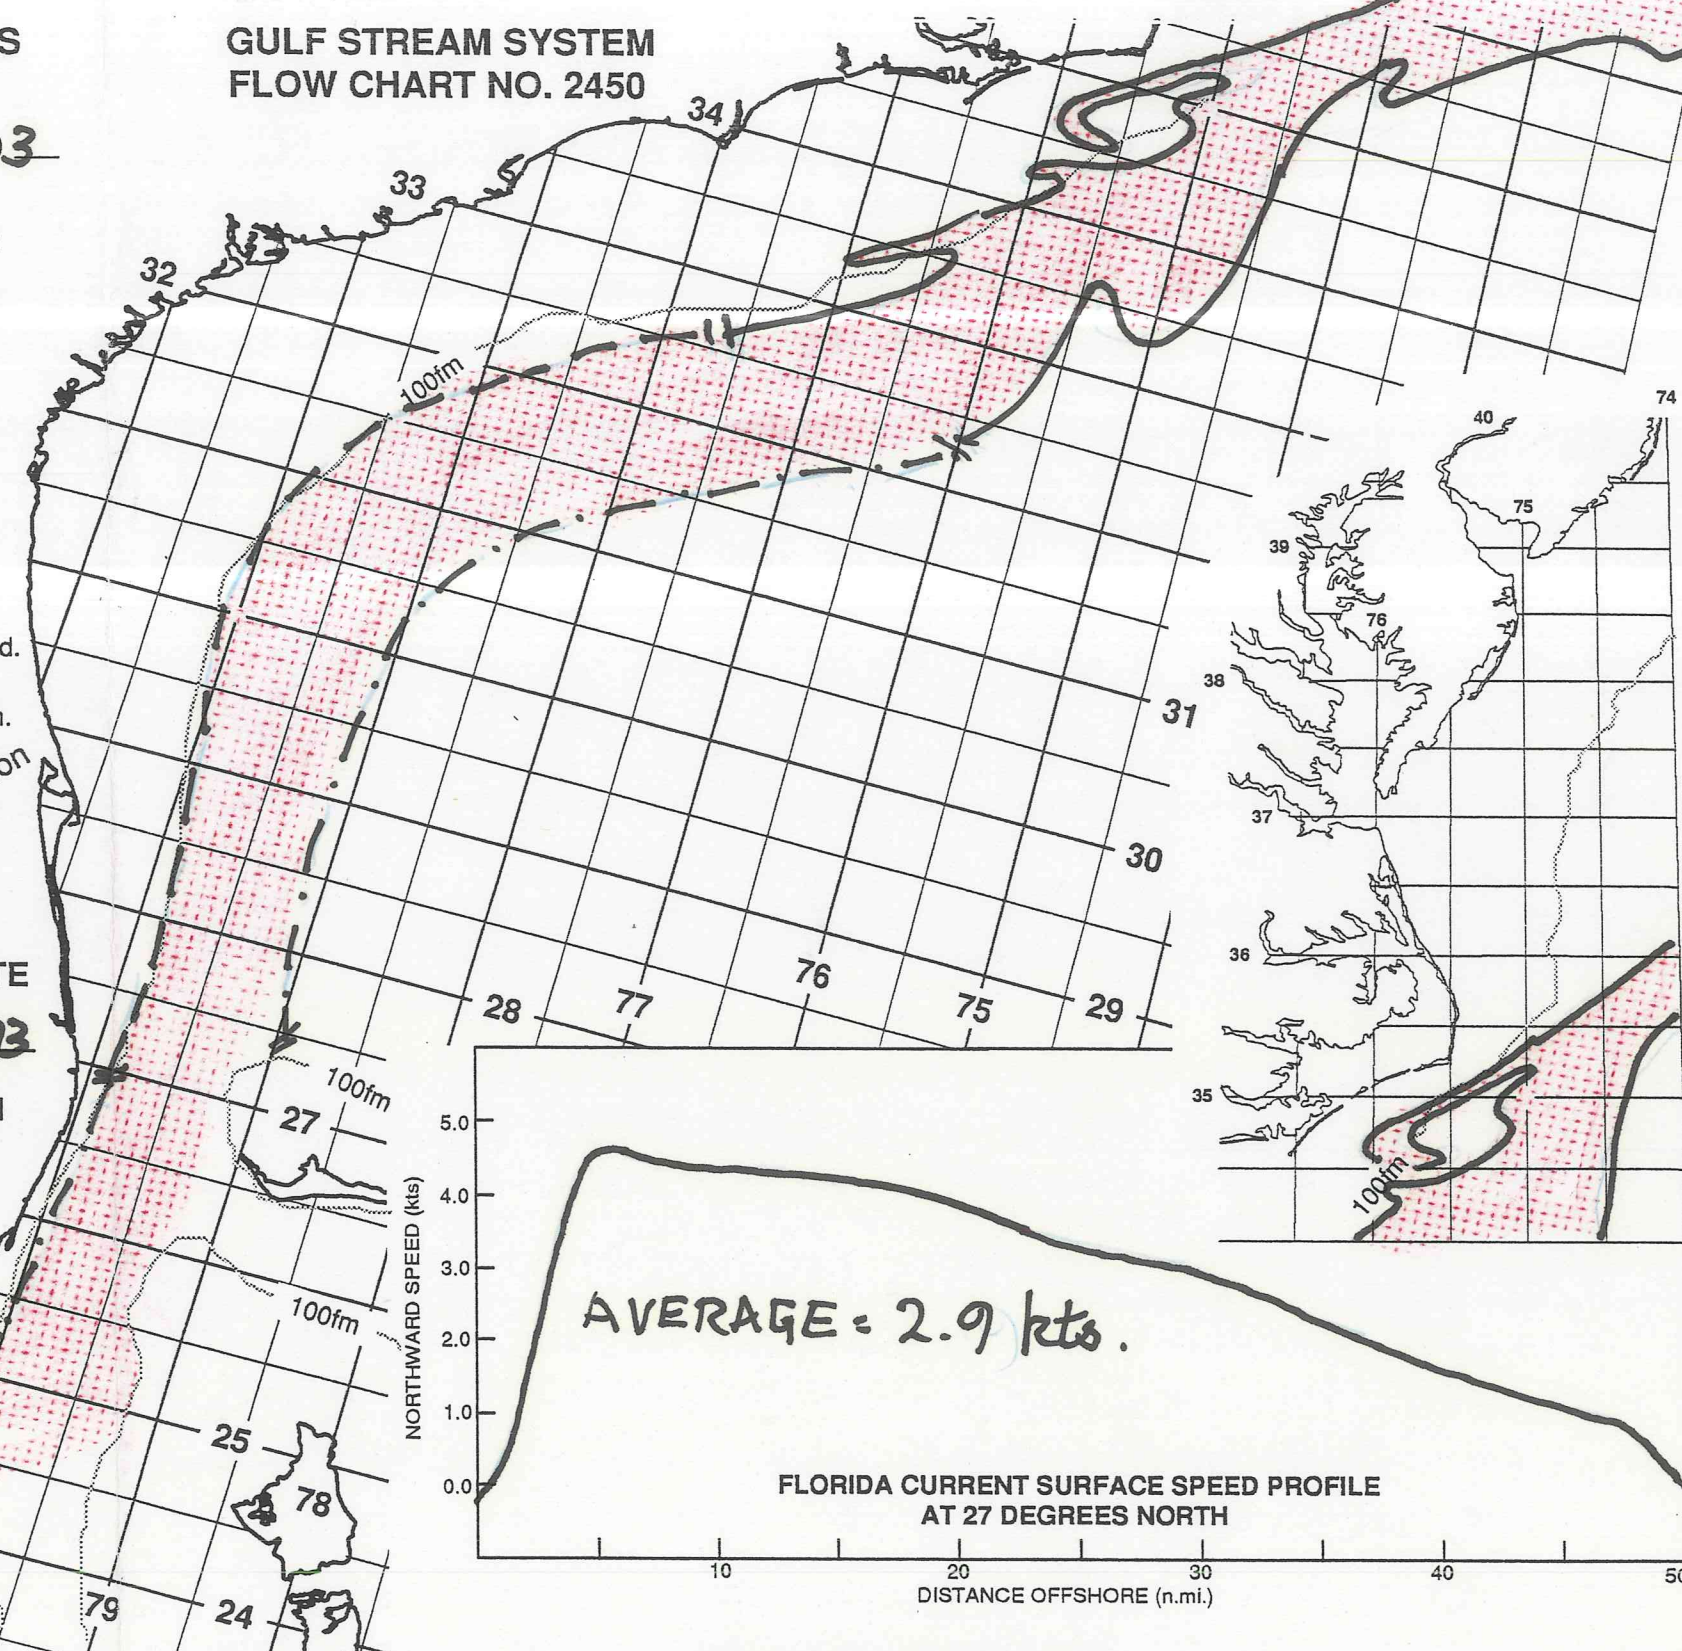 S
GULF STREAM SYSTEM
FLOW CHART NO. 2450
34
3
33
32
100fm
74
40
75
39
76
d.
38
31
on
37
30
TE
36
76
28
77
75
29
3
100fm
35
27
5.0
100fm
4.0
NORTHWARD SPEED (kts)
3.0
100fm
AVERAGE = 2.9 kts.
2.0
1.0
25
0.0
FLORIDA CURRENT SURFACE SPEED PROFILE
AT 27 DEGREES NORTH
78
10
20
30
40
50
DISTANCE OFFSHORE (n.mi.)
79
24